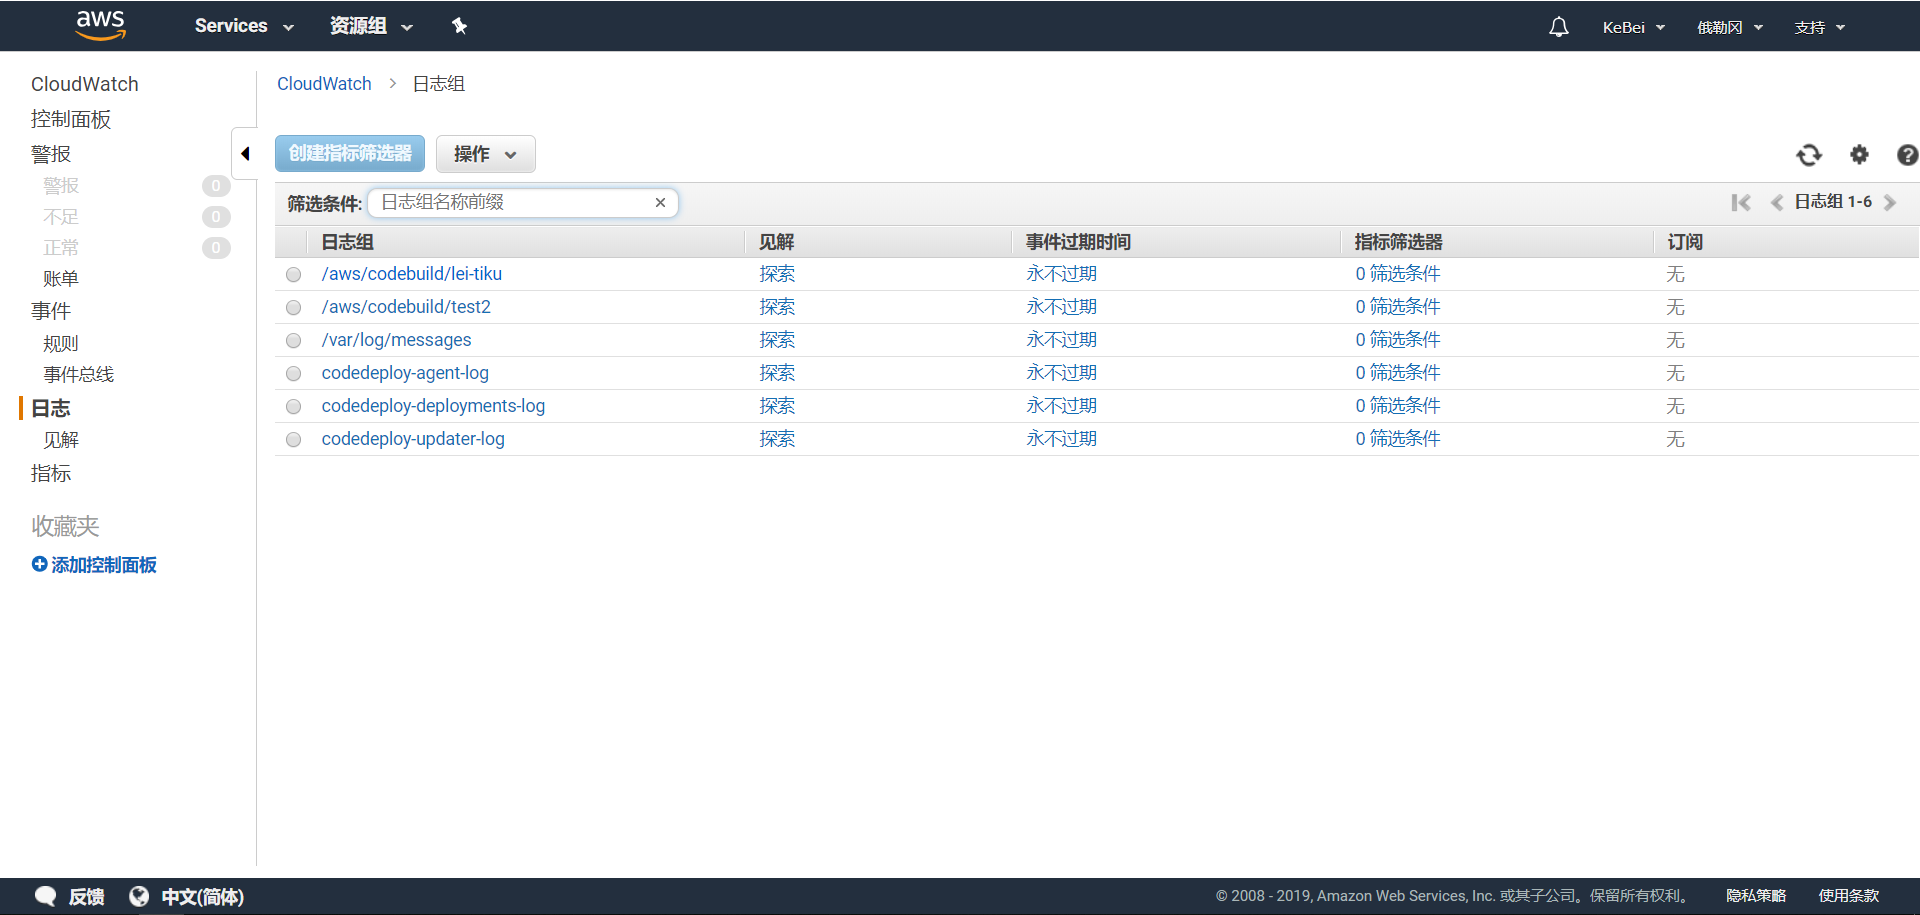 aws Services 资源组 KeBei 俄勒冈 支持
CloudWatch
控制面板
警报
警报 0
不足 0
正常 0
账单
事件
规则
事件总线
日志
见解
指标
收藏夹
添加控制面板
CloudWatch > 日志组
创建指标筛选器 操作
筛选条件: 日志组名称前缀 × 日志组 1-6
日志组 见解 事件过期时间 指标筛选器 订阅
/aws/codebuild/lei-tiku 探索 永不过期 0 筛选条件 无
/aws/codebuild/test2 探索 永不过期 0 筛选条件 无
/var/log/messages 探索 永不过期 0 筛选条件 无
codedeploy-agent-log 探索 永不过期 0 筛选条件 无
codedeploy-deployments-log 探索 永不过期 0 筛选条件 无
codedeploy-updater-log 探索 永不过期 0 筛选条件 无
反馈 中文(简体) © 2008 - 2019, Amazon Web Services, Inc. 或其子公司。保留所有权利。 隐私策略 使用条款